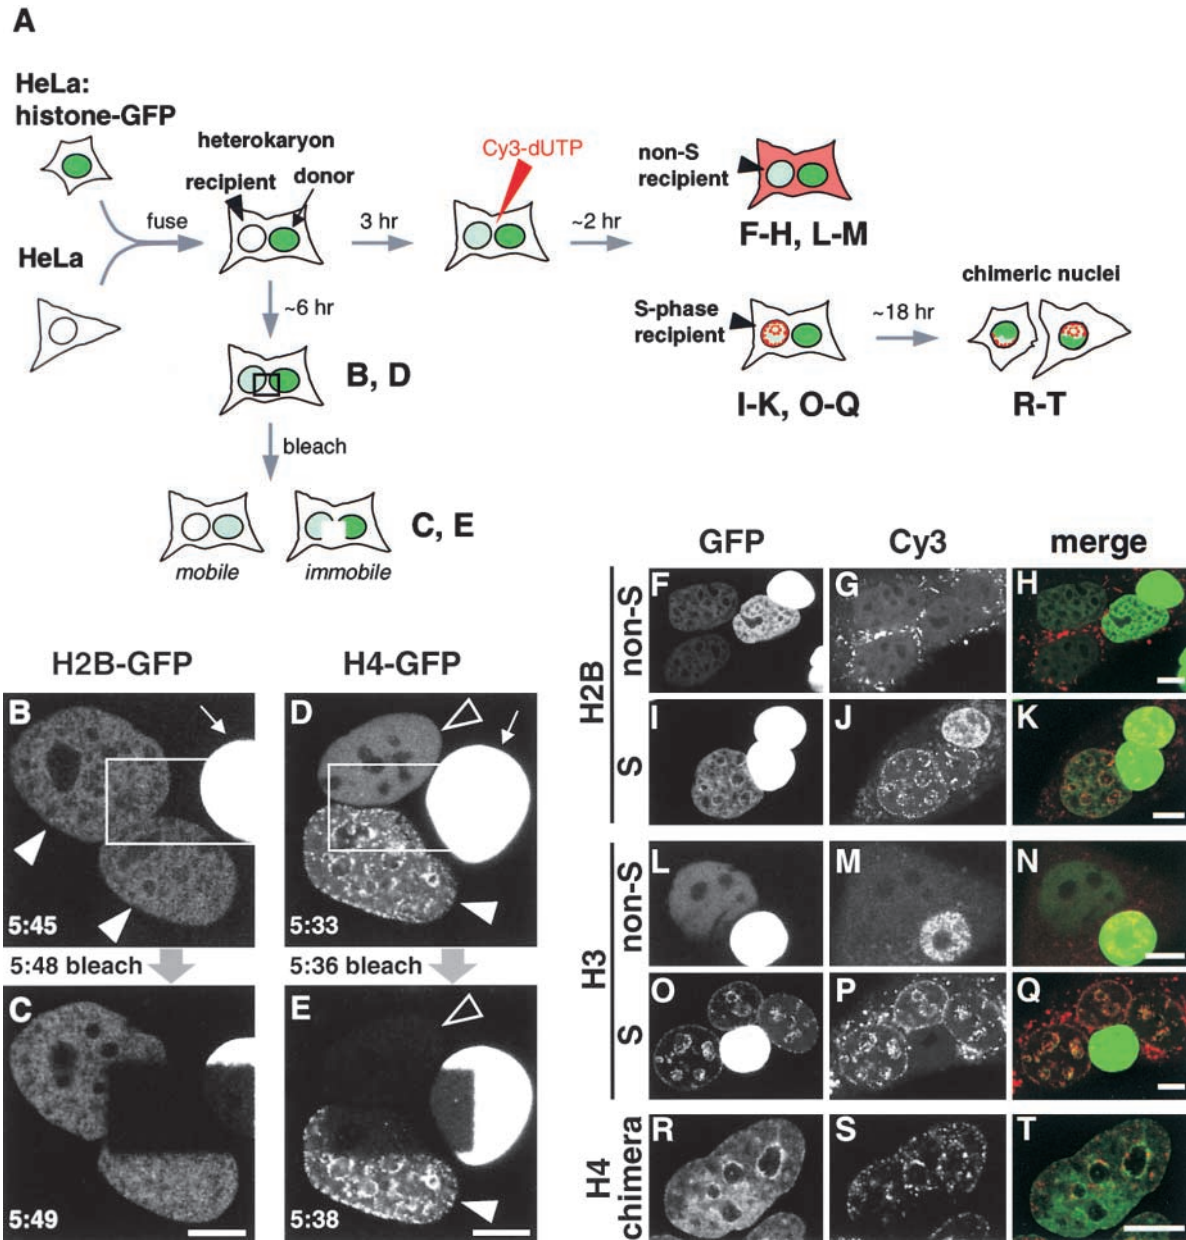 A
HeLa:
histone-GFP
HeLa
fuse
heterokaryon
recipient
donor
3 hr
Cy3-dUTP
~2 hr
non-S
recipient
F-H, L-M
~6 hr
B, D
bleach
mobile
immobile
C, E
S-phase
recipient
I-K, O-Q
~18 hr
chimeric nuclei
R-T
H2B-GFP
H4-GFP
B
5:45
D
5:33
5:48 bleach
5:36 bleach
C
5:49
E
5:38
GFP
Cy3
merge
H2B
non-S
F
G
H
S
I
J
K
H3
non-S
L
M
N
S
O
P
Q
H4
chimera
R
S
T